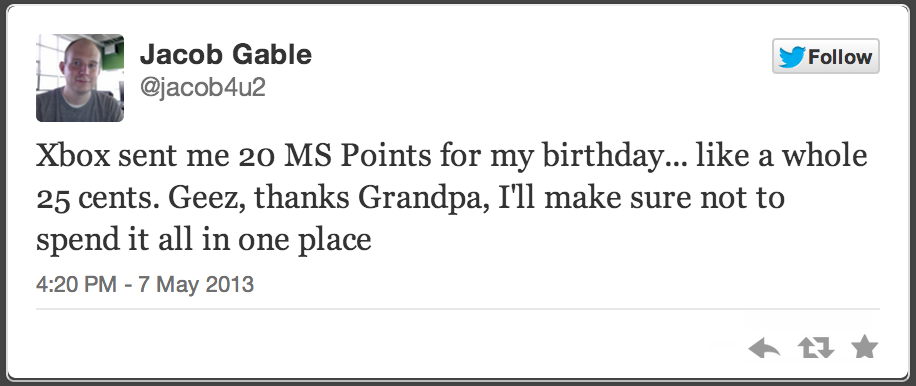 Jacob Gable
@jacob4u2
Follow
Xbox sent me 20 MS Points for my birthday... like a whole
25 cents. Geez, thanks Grandpa, I'll make sure not to
spend it all in one place
4:20 PM - 7 May 2013